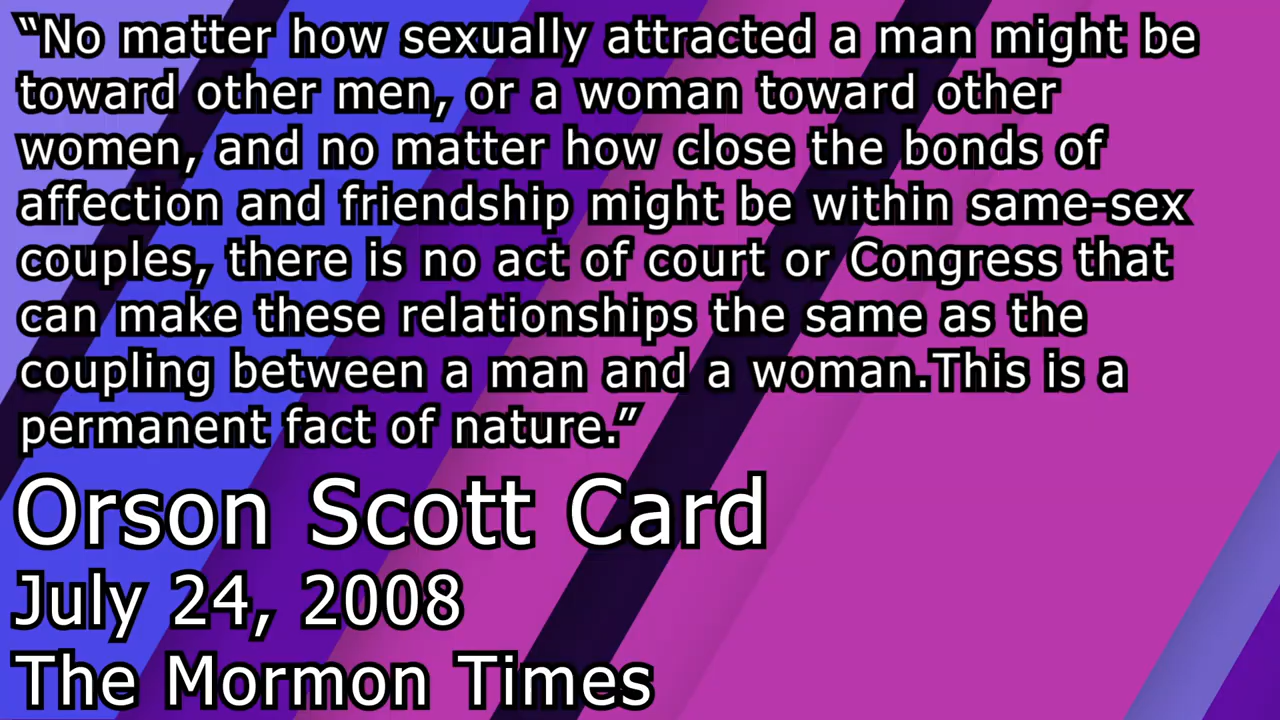 “No matter how sexually attracted a man might be
toward other men, or a woman toward other
women, and no matter how close the bonds of
affection and friendship might be within same-sex
couples, there is no act of court or Congress that
can make these relationships the same as the
coupling between a man and a woman.This is a
permanent fact of nature.”
Orson Scott Card
July 24, 2008
The Mormon Times